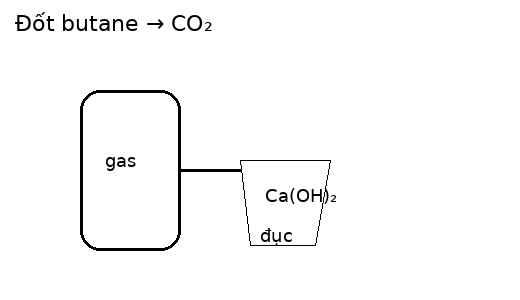 Đốt butane → CO₂
gas
Ca(OH)₂
đục